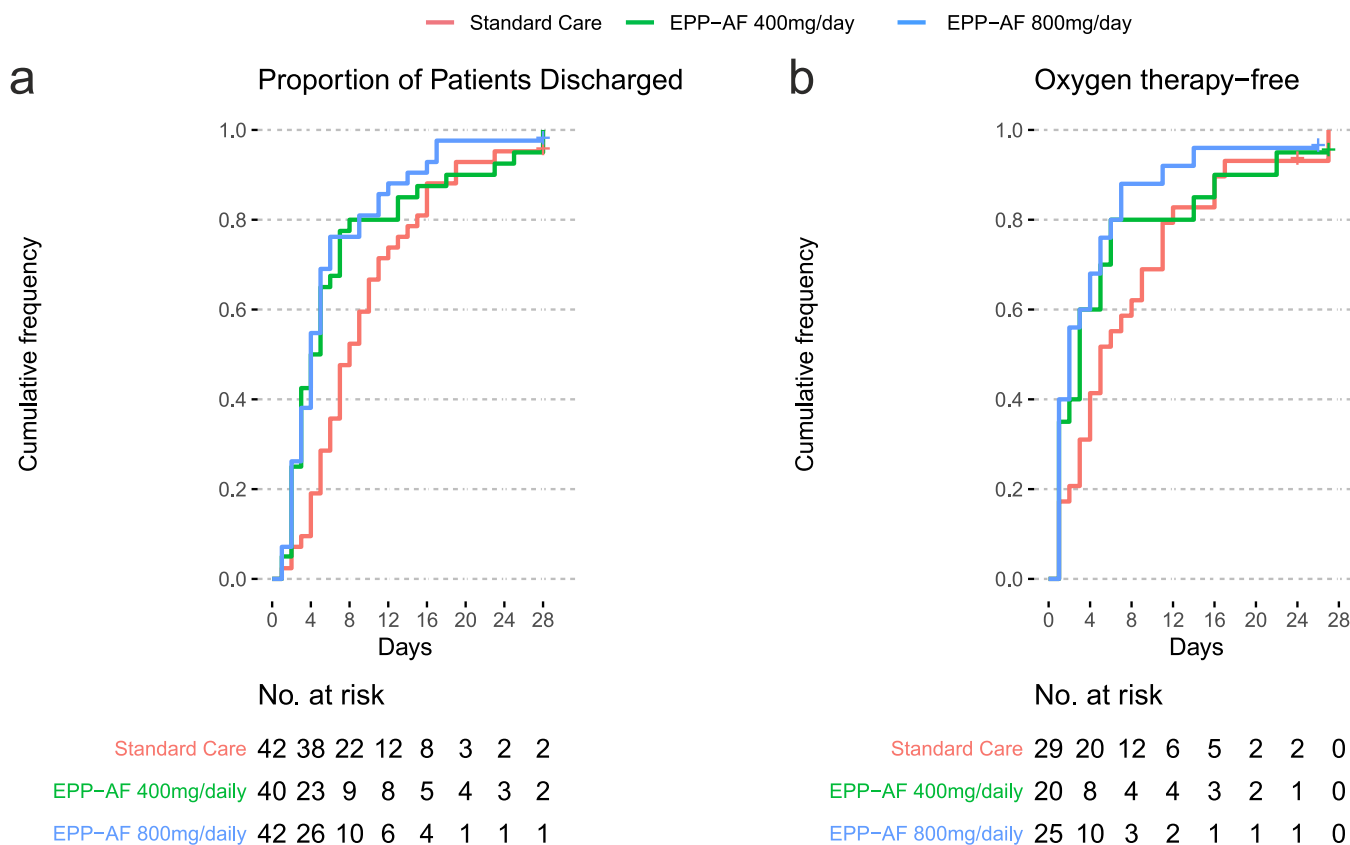 Standard Care EPP−AF 400mg/day EPP−AF 800mg/day
a
Proportion of Patients Discharged
Cumulative frequency
1.0
0.8
0.6
0.4
0.2
0.0
0 4 8 12 16 20 24 28
Days
No. at risk
Standard Care 42 38 22 12 8 3 2 2
EPP−AF 400mg/daily 40 23 9 8 5 4 3 2
EPP−AF 800mg/daily 42 26 10 6 4 1 1 1
b
Oxygen therapy−free
Cumulative frequency
1.0
0.8
0.6
0.4
0.2
0.0
0 4 8 12 16 20 24 28
Days
No. at risk
Standard Care 29 20 12 6 5 2 2 0
EPP−AF 400mg/daily 20 8 4 4 3 2 1 0
EPP−AF 800mg/daily 25 10 3 2 1 1 1 0